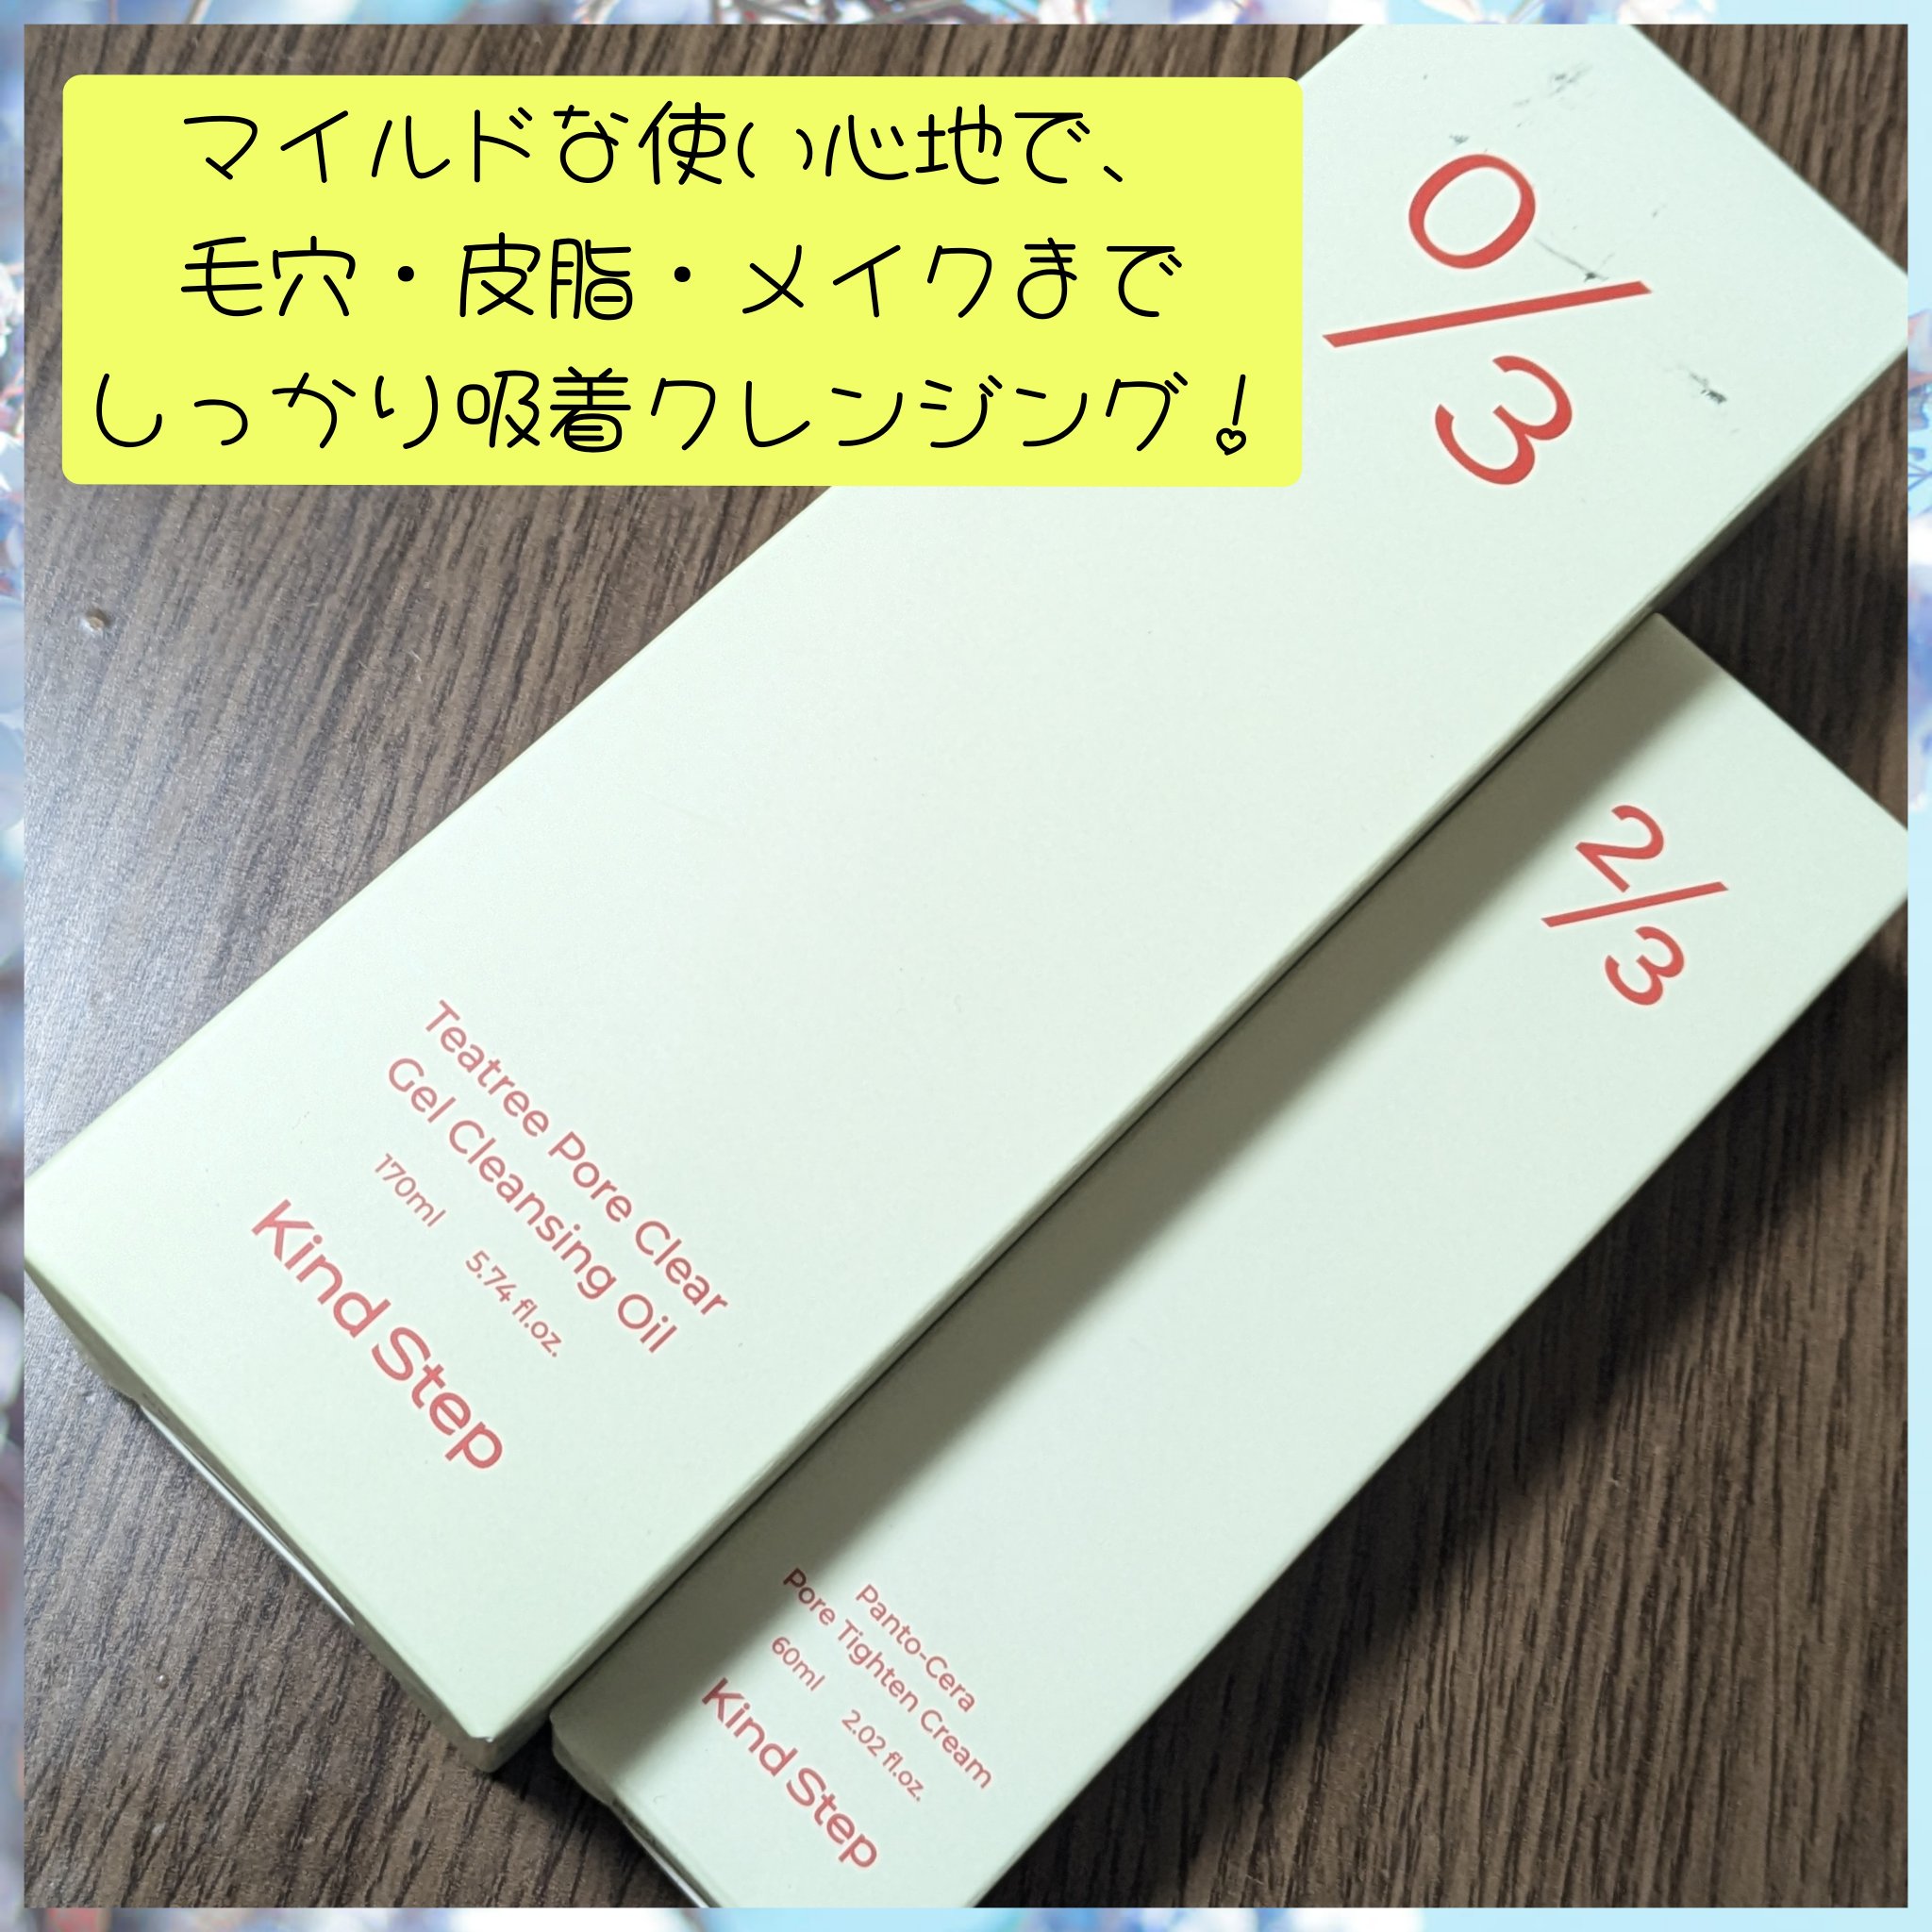 マイルドな使い心地で、
毛穴・皮脂・メイクまで
しっかり吸着クレンジング!
0/3
Teatree Pore Clear
Gel Cleansing Oil
170ml 5.74 fl.oz.
Kind Step
2/3
Panto-Cera
Pore Tighten Cream
60ml 2.02 fl.oz.
Kind Step